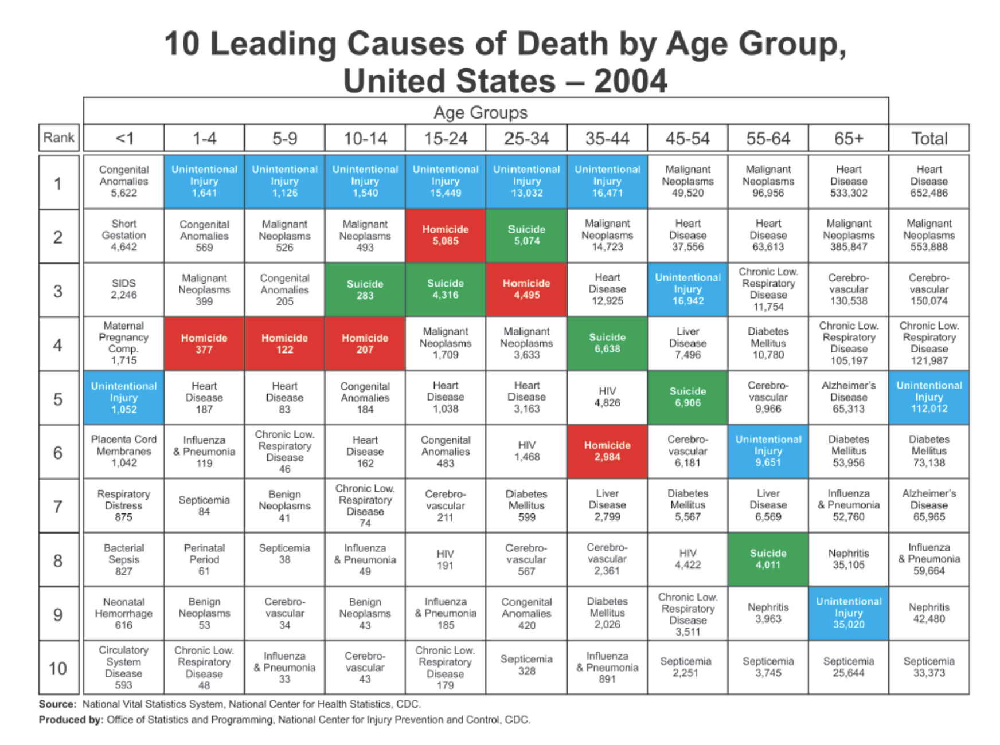 10 Leading Causes of Death by Age Group,
United States – 2004
Age Groups
Rank <1 1-4 5-9 10-14 15-24 25-34 35-44 45-54 55-64 65+ Total
1
Congenital
Anomalies
5,622
Unintentional
Injury
1,641
Unintentional
Injury
1,126
Unintentional
Injury
1,540
Unintentional
Injury
15,449
Unintentional
Injury
13,032
Unintentional
Injury
16,471
Malignant
Neoplasms
49,520
Malignant
Neoplasms
96,956
Heart
Disease
533,302
Heart
Disease
652,486
2
Short
Gestation
4,642
Congenital
Anomalies
569
Malignant
Neoplasms
526
Malignant
Neoplasms
493
Homicide
5,085
Suicide
5,074
Malignant
Neoplasms
14,723
Heart
Disease
37,556
Heart
Disease
63,613
Malignant
Neoplasms
385,847
Malignant
Neoplasms
553,888
3
SIDS
2,246
Malignant
Neoplasms
399
Congenital
Anomalies
205
Suicide
283
Suicide
4,316
Homicide
4,495
Heart
Disease
12,925
Unintentional
Injury
16,942
Chronic Low.
Respiratory
Disease
11,754
Cerebro-
vascular
130,538
Cerebro-
vascular
150,074
4
Maternal
Pregnancy
Comp.
1,715
Homicide
377
Homicide
122
Homicide
207
Malignant
Neoplasms
1,709
Malignant
Neoplasms
3,633
Suicide
6,638
Liver
Disease
7,496
Diabetes
Mellitus
10,780
Chronic Low.
Respiratory
Disease
105,197
Chronic Low.
Respiratory
Disease
121,987
5
Unintentional
Injury
1,052
Heart
Disease
187
Heart
Disease
83
Congenital
Anomalies
184
Heart
Disease
1,038
Heart
Disease
3,163
HIV
4,826
Suicide
6,906
Cerebro-
vascular
9,966
Alzheimer's
Disease
65,313
Unintentional
Injury
112,012
6
Placenta Cord
Membranes
1,042
Influenza
& Pneumonia
119
Chronic Low.
Respiratory
Disease
46
Heart
Disease
162
Congenital
Anomalies
483
HIV
1,468
Homicide
2,984
Cerebro-
vascular
6,181
Unintentional
Injury
9,651
Diabetes
Mellitus
53,956
Diabetes
Mellitus
73,138
7
Respiratory
Distress
875
Septicemia
84
Benign
Neoplasms
41
Chronic Low.
Respiratory
Disease
74
Cerebro-
vascular
211
Diabetes
Mellitus
599
Liver
Disease
2,799
Diabetes
Mellitus
5,567
Liver
Disease
6,569
Influenza
& Pneumonia
52,760
Alzheimer's
Disease
65,965
8
Bacterial
Sepsis
827
Perinatal
Period
61
Septicemia
38
Influenza
& Pneumonia
49
HIV
191
Cerebro-
vascular
567
Cerebro-
vascular
2,361
HIV
4,422
Suicide
4,011
Nephritis
35,105
Influenza
& Pneumonia
59,664
9
Neonatal
Hemorrhage
616
Benign
Neoplasms
53
Cerebro-
vascular
34
Benign
Neoplasms
43
Influenza
& Pneumonia
185
Congenital
Anomalies
420
Diabetes
Mellitus
2,026
Chronic Low.
Respiratory
Disease
3,511
Nephritis
3,963
Unintentional
Injury
35,020
Nephritis
42,480
10
Circulatory
System
Disease
593
Chronic Low.
Respiratory
Disease
48
Influenza
& Pneumonia
33
Cerebro-
vascular
43
Chronic Low.
Respiratory
Disease
179
Septicemia
328
Influenza
& Pneumonia
891
Septicemia
2,251
Septicemia
3,745
Septicemia
25,644
Septicemia
33,373
Source: National Vital Statistics System, National Center for Health Statistics, CDC.
Produced by: Office of Statistics and Programming, National Center for Injury Prevention and Control, CDC.